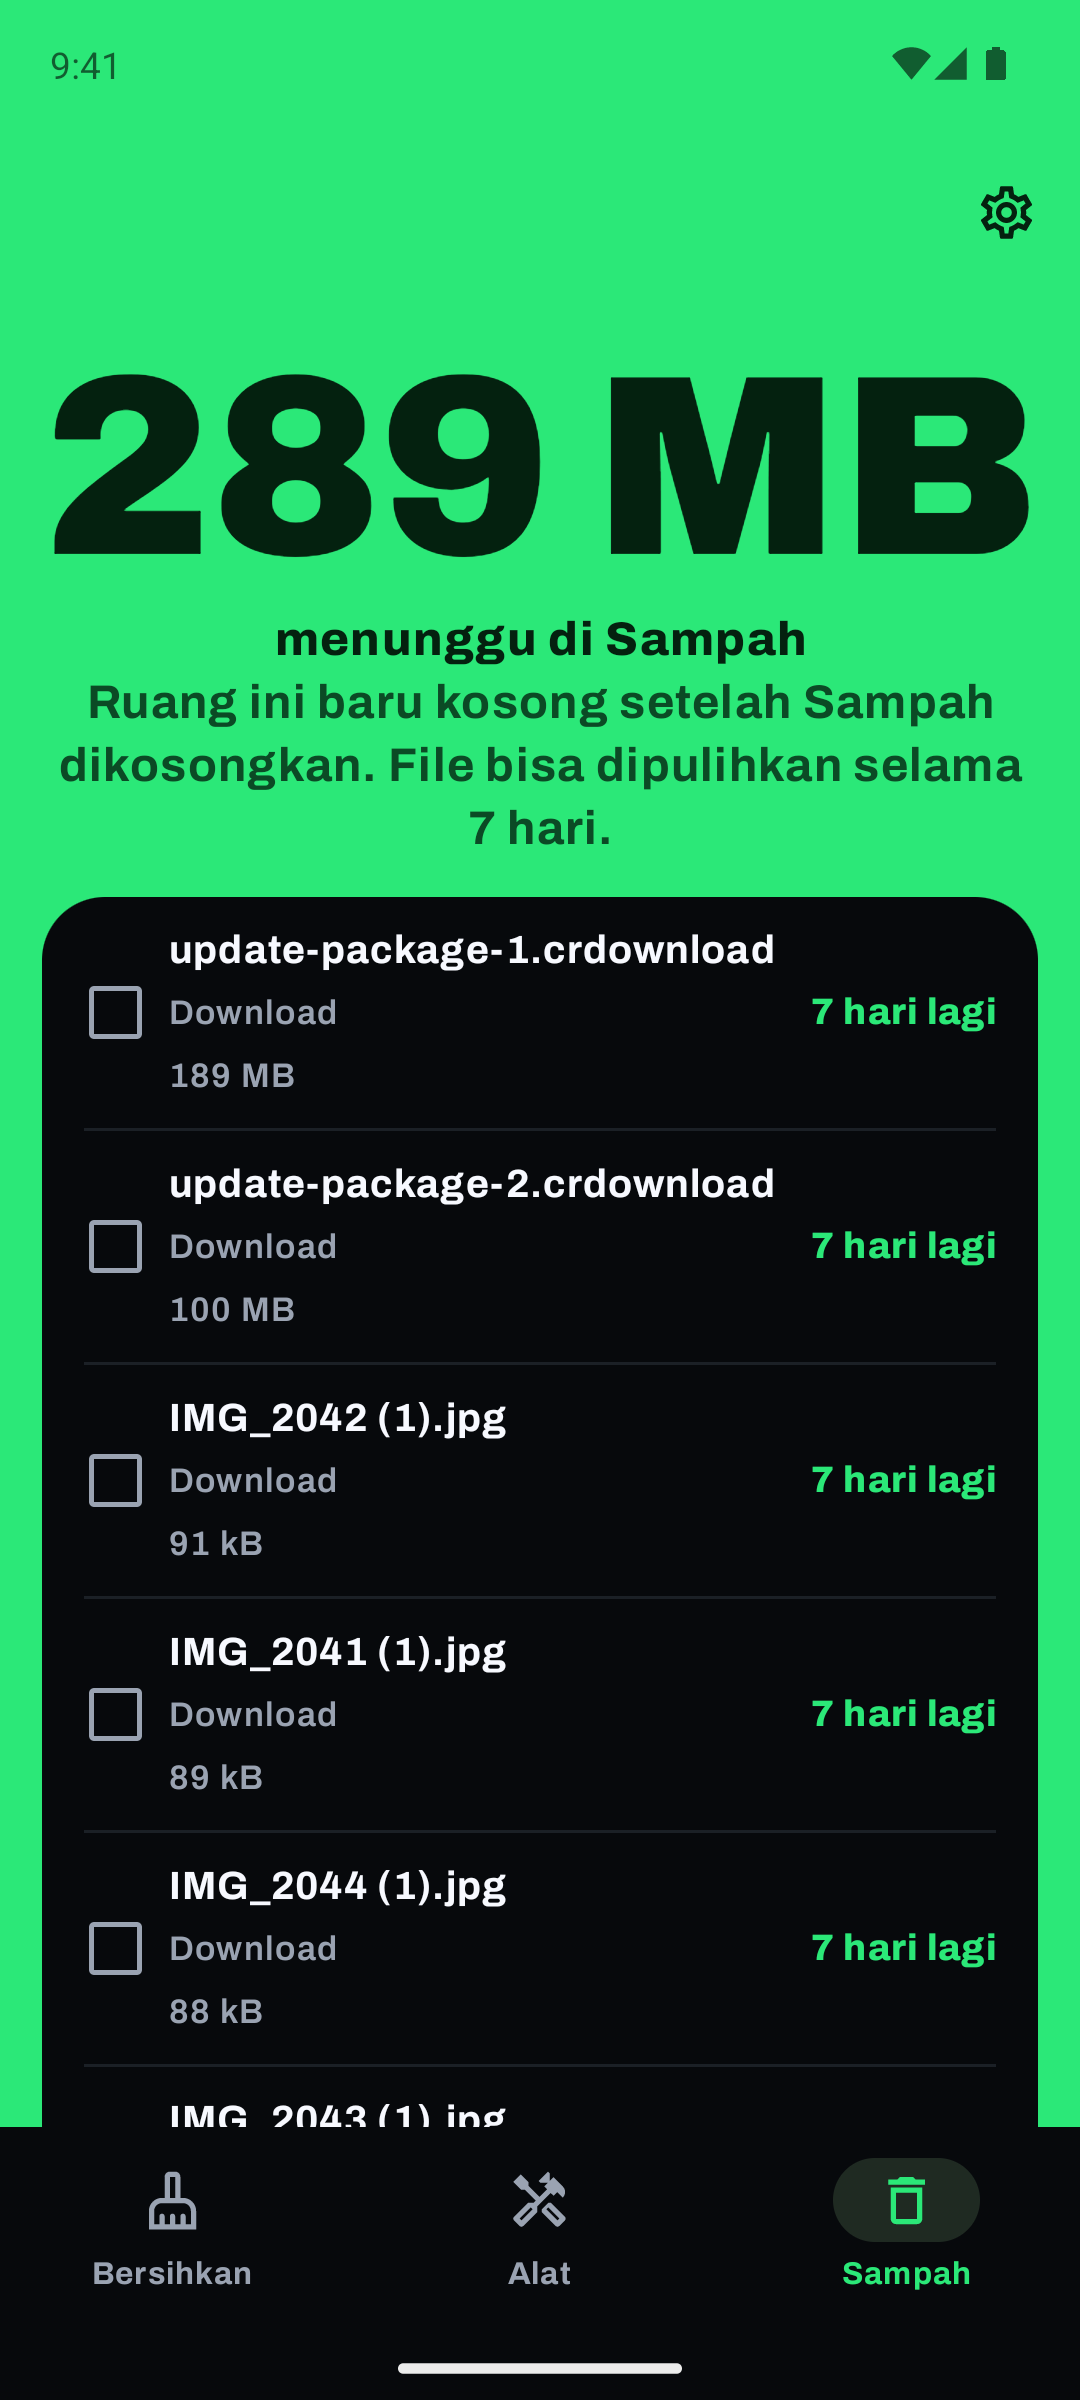 9:41
289 MB
menunggu di Sampah
Ruang ini baru kosong setelah Sampah
dikosongkan. File bisa dipulihkan selama
7 hari.
update-package-1.crdownload
Download
7 hari lagi
189 MB
update-package-2.crdownload
Download
7 hari lagi
100 MB
IMG_2042 (1).jpg
Download
7 hari lagi
91 kB
IMG_2041 (1).jpg
Download
7 hari lagi
89 kB
IMG_2044 (1).jpg
Download
7 hari lagi
88 kB
IMG_2043 (1).jpg
Bersihkan
Alat
Sampah